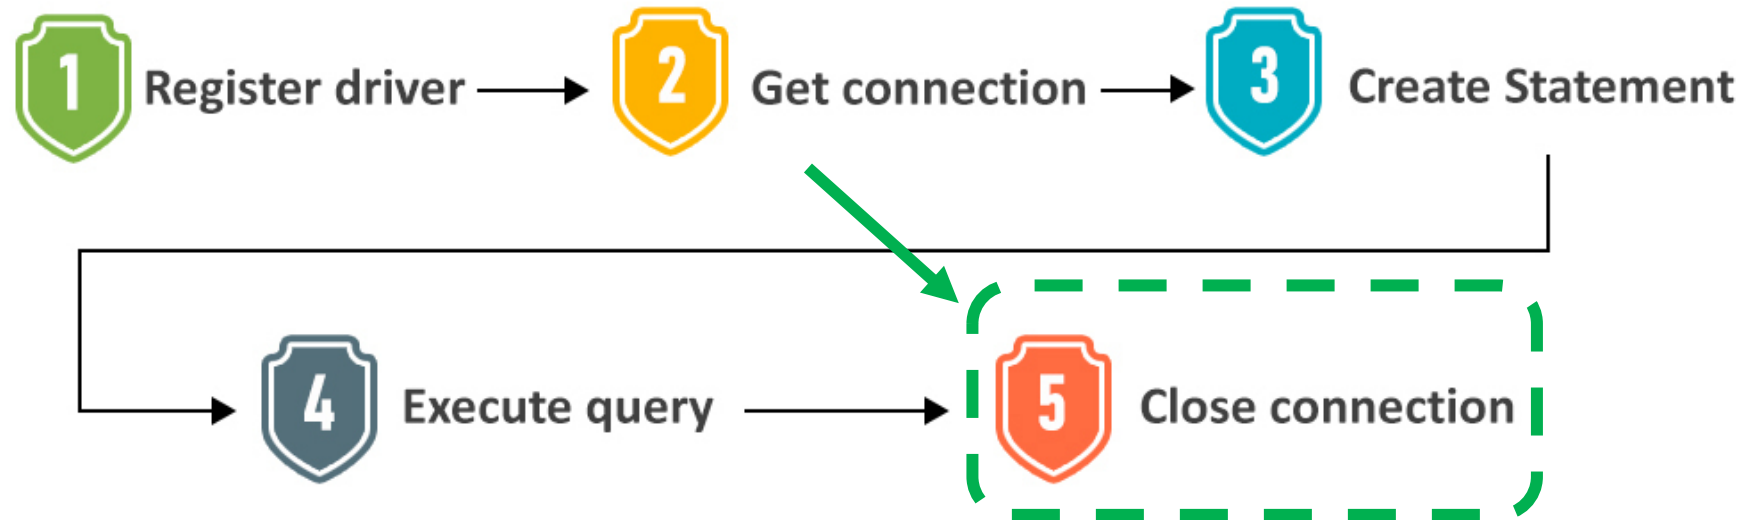 1 Register driver
2 Get connection
3 Create Statement
4 Execute query
5 Close connection